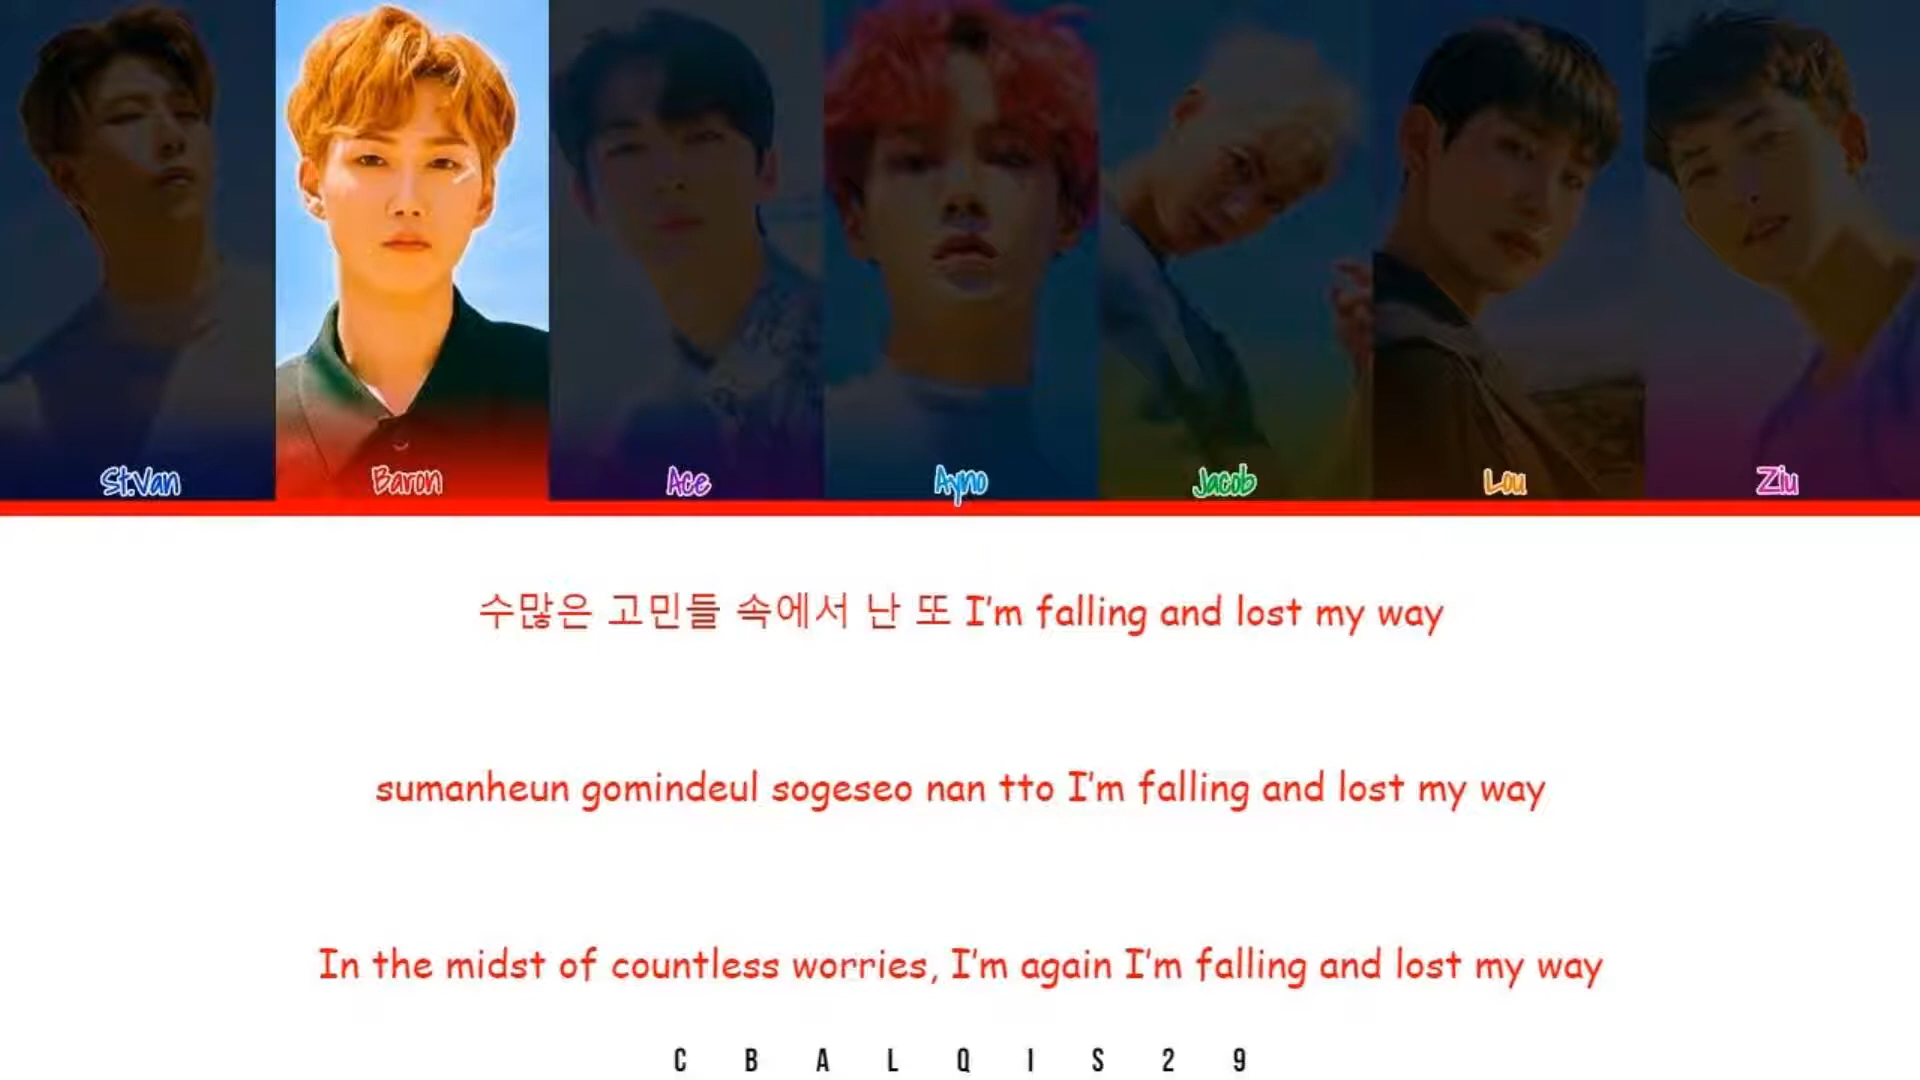 St.Van Baron Ace Ayno Jacob Lou Ziu
수많은 고민들 속에서 난 또 I'm falling and lost my way
sumanheun gomindeul sogeseo nan tto I'm falling and lost my way
In the midst of countless worries, I'm again I'm falling and lost my way
CBALQIS29